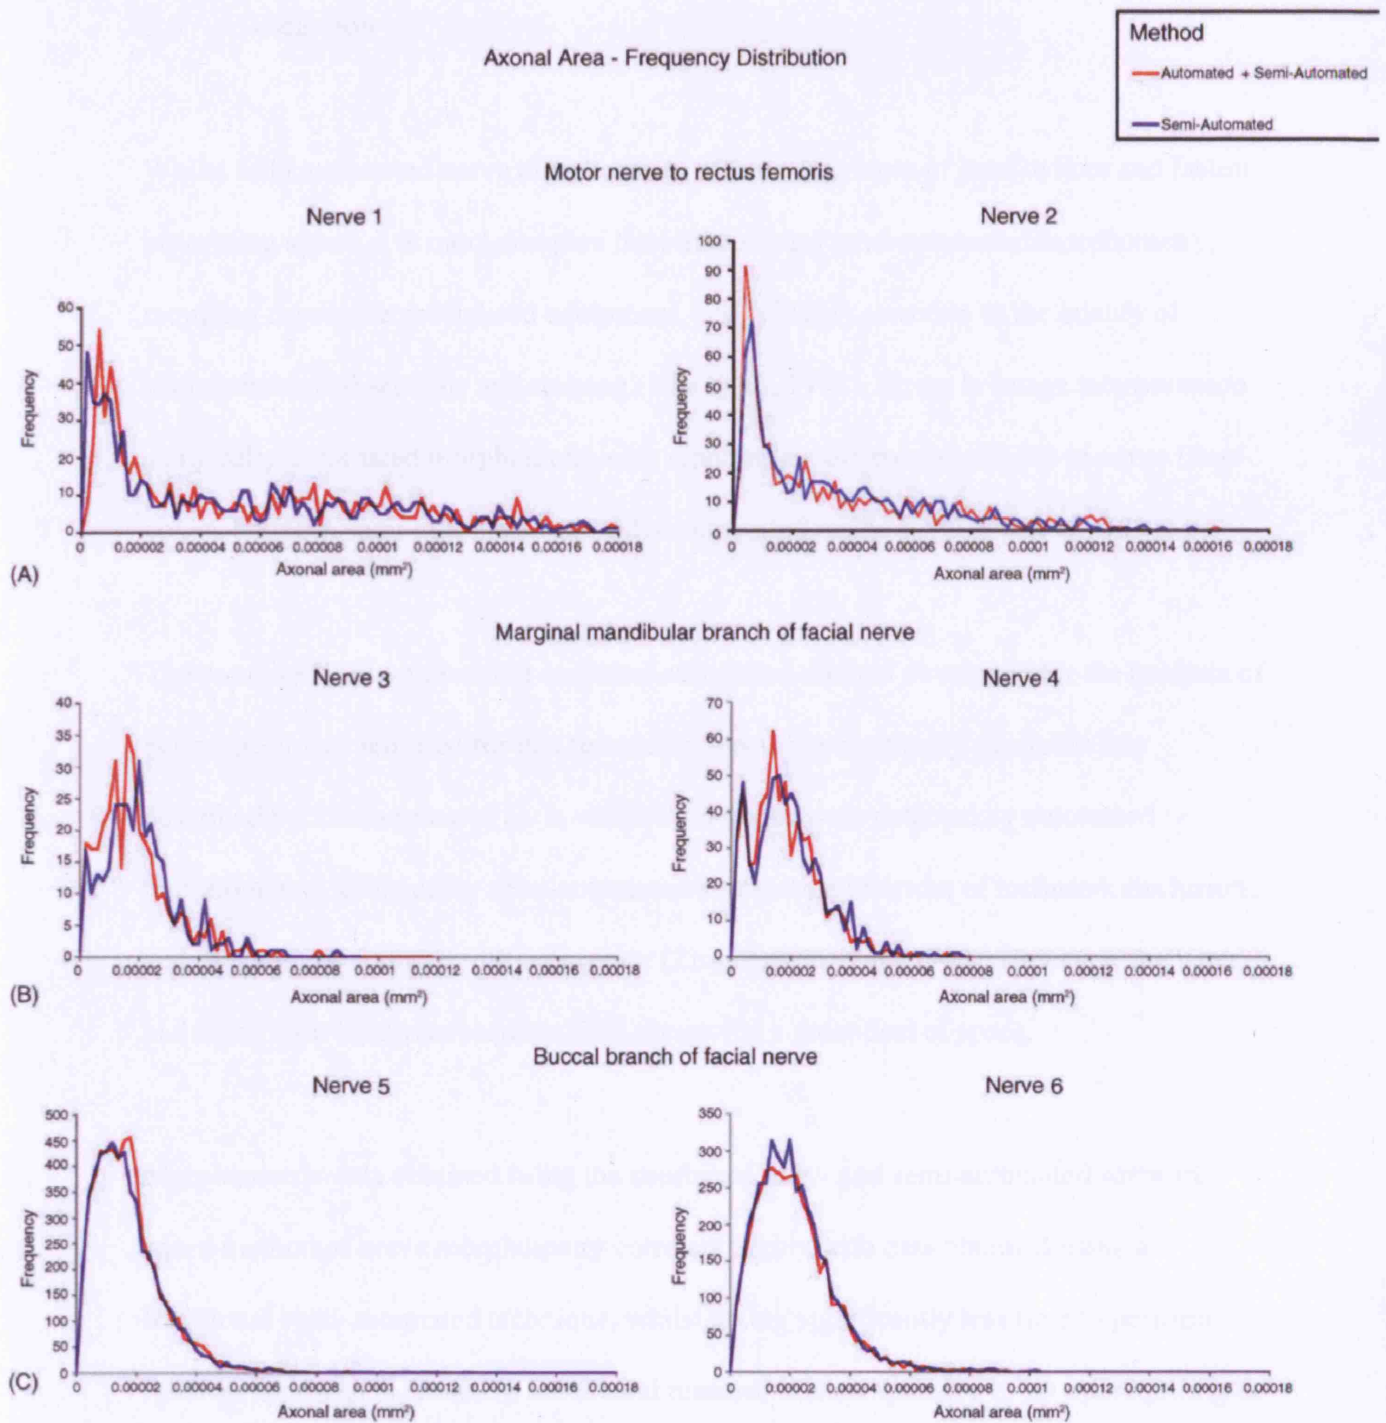 Method
Automated + Semi-Automated
Semi-Automated
Axonal Area - Frequency Distribution
Motor nerve to rectus femoris
Nerve 1
60
50
40
30
20
10
0
Frequency
0 0.00002 0.00004 0.00006 0.00008 0.0001 0.00012 0.00014 0.00016 0.00018
Axonal area (mm²)
Nerve 2
100
90
80
70
60
50
40
30
20
10
0
Frequency
0 0.00002 0.00004 0.00006 0.00008 0.0001 0.00012 0.00014 0.00016 0.00018
Axonal area (mm²)
(A)
Marginal mandibular branch of facial nerve
Nerve 3
40
35
30
25
20
15
10
5
0
Frequency
0 0.00002 0.00004 0.00006 0.00008 0.0001 0.00012 0.00014 0.00016 0.00018
Axonal area (mm²)
Nerve 4
70
60
50
40
30
20
10
0
Frequency
0 0.00002 0.00004 0.00006 0.00008 0.0001 0.00012 0.00014 0.00016 0.00018
Axonal area (mm²)
(B)
Buccal branch of facial nerve
Nerve 5
500
450
400
350
300
250
200
150
100
50
0
Frequency
0 0.00002 0.00004 0.00006 0.00008 0.0001 0.00012 0.00014 0.00016 0.00018
Axonal area (mm²)
Nerve 6
350
300
250
200
150
100
50
0
Frequency
0 0.00002 0.00004 0.00006 0.00008 0.0001 0.00012 0.00014 0.00016 0.00018
Axonal area (mm²)
(C)